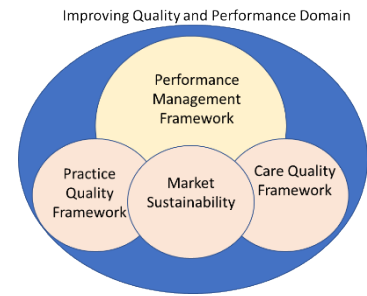 Improving Quality and Performance Domain
Performance
Management
Framework
Practice
Quality
Framework
Market
Sustainability
Care Quality
Framework